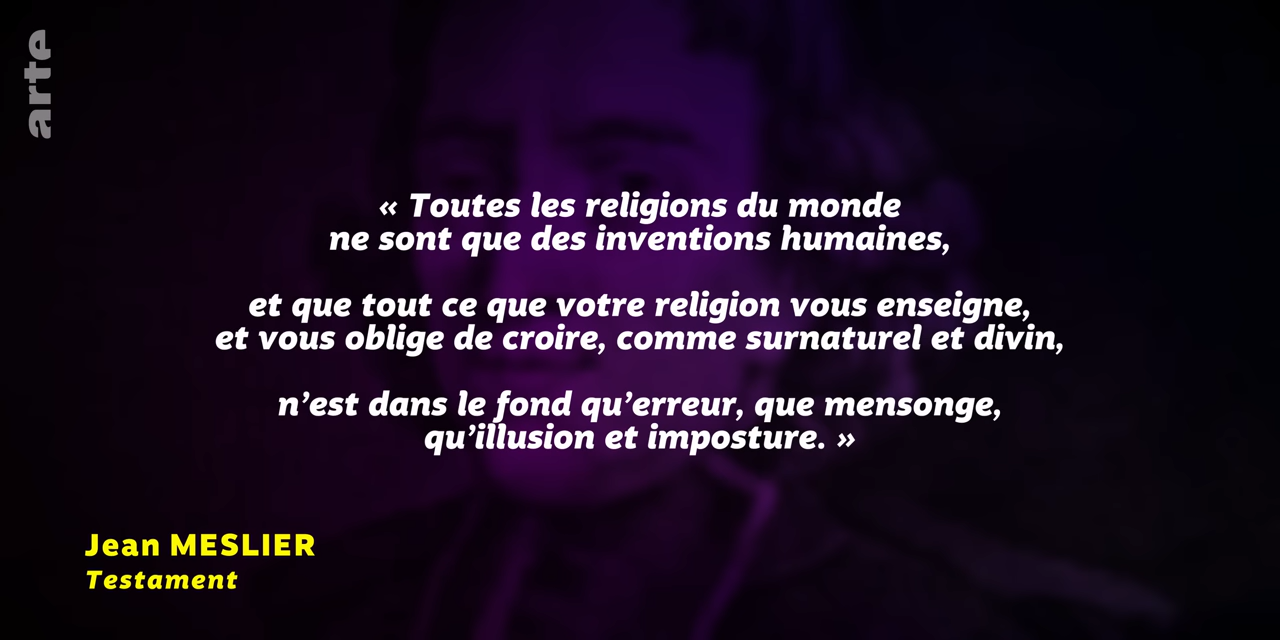 arte
« Toutes les religions du monde
ne sont que des inventions humaines,
et que tout ce que votre religion vous enseigne,
et vous oblige de croire, comme surnaturel et divin,
n’est dans le fond qu’erreur, que mensonge,
qu’illusion et imposture. »
Jean MESLIER
Testament